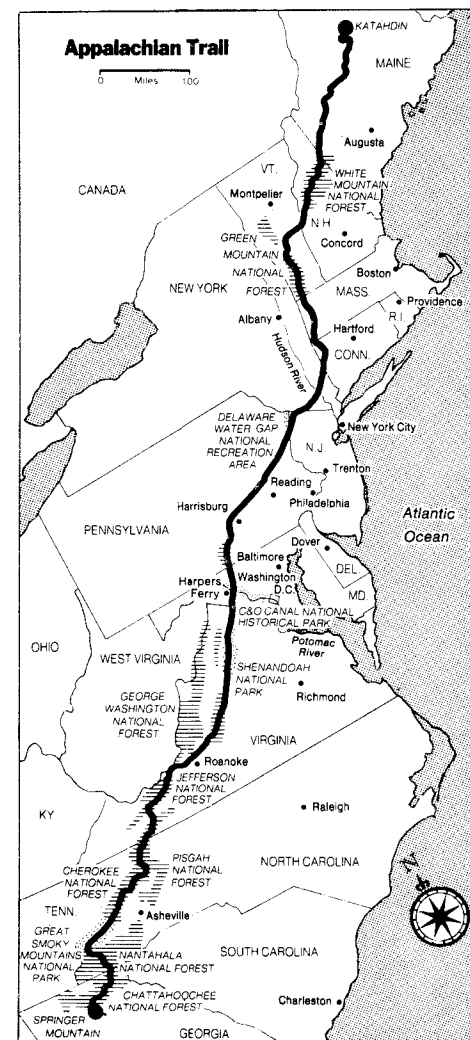 KATAHDIN
Appalachian Trail
0 Miles 100
MAINE
Augusta
VT.
WHITE
MOUNTAIN
NATIONAL
FOREST
CANADA
Montpelier
N H
GREEN
MOUNTAIN
NATIONAL
FOREST
Concord
Boston
NEW YORK
MASS.
Providence
R.I.
Albany
Hartford
CONN.
Hudson River
DELAWARE
WATER GAP
NATIONAL
RECREATION
AREA
New York City
N.J.
Trenton
Reading
Philadelphia
Harrisburg
PENNSYLVANIA
Atlantic
Ocean
Dover
Baltimore
Washington
D.C.
DEL.
MD.
Harpers
Ferry
C&O CANAL NATIONAL
HISTORICAL PARK
Potomac
River
OHIO
WEST VIRGINIA
SHENANDOAH
NATIONAL
PARK
GEORGE
WASHINGTON
NATIONAL
FOREST
Richmond
VIRGINIA
Roanoke
JEFFERSON
NATIONAL
FOREST
KY
Raleigh
PISGAH
NATIONAL
FOREST
NORTH CAROLINA
CHEROKEE
NATIONAL
FOREST
TENN.
Asheville
GREAT
SMOKY
MOUNTAINS
NATIONAL
PARK
NANTAHALA
NATIONAL FOREST
SOUTH CAROLINA
CHATTAHOOCHEE
NATIONAL FOREST
Charleston
SPRINGER
MOUNTAIN
GEORGIA
N